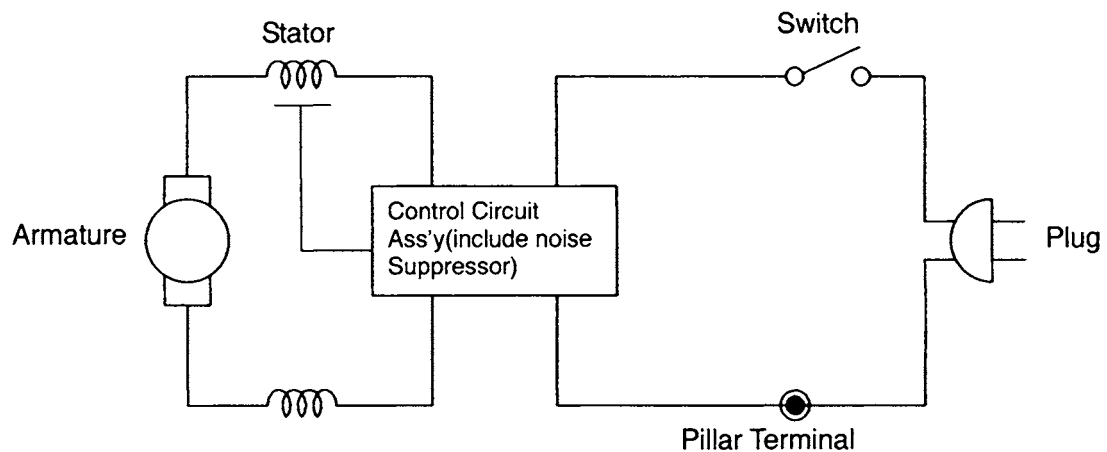 Stator
Switch
Armature
Control Circuit
Ass'y(include noise
Suppressor)
Plug
Pillar Terminal